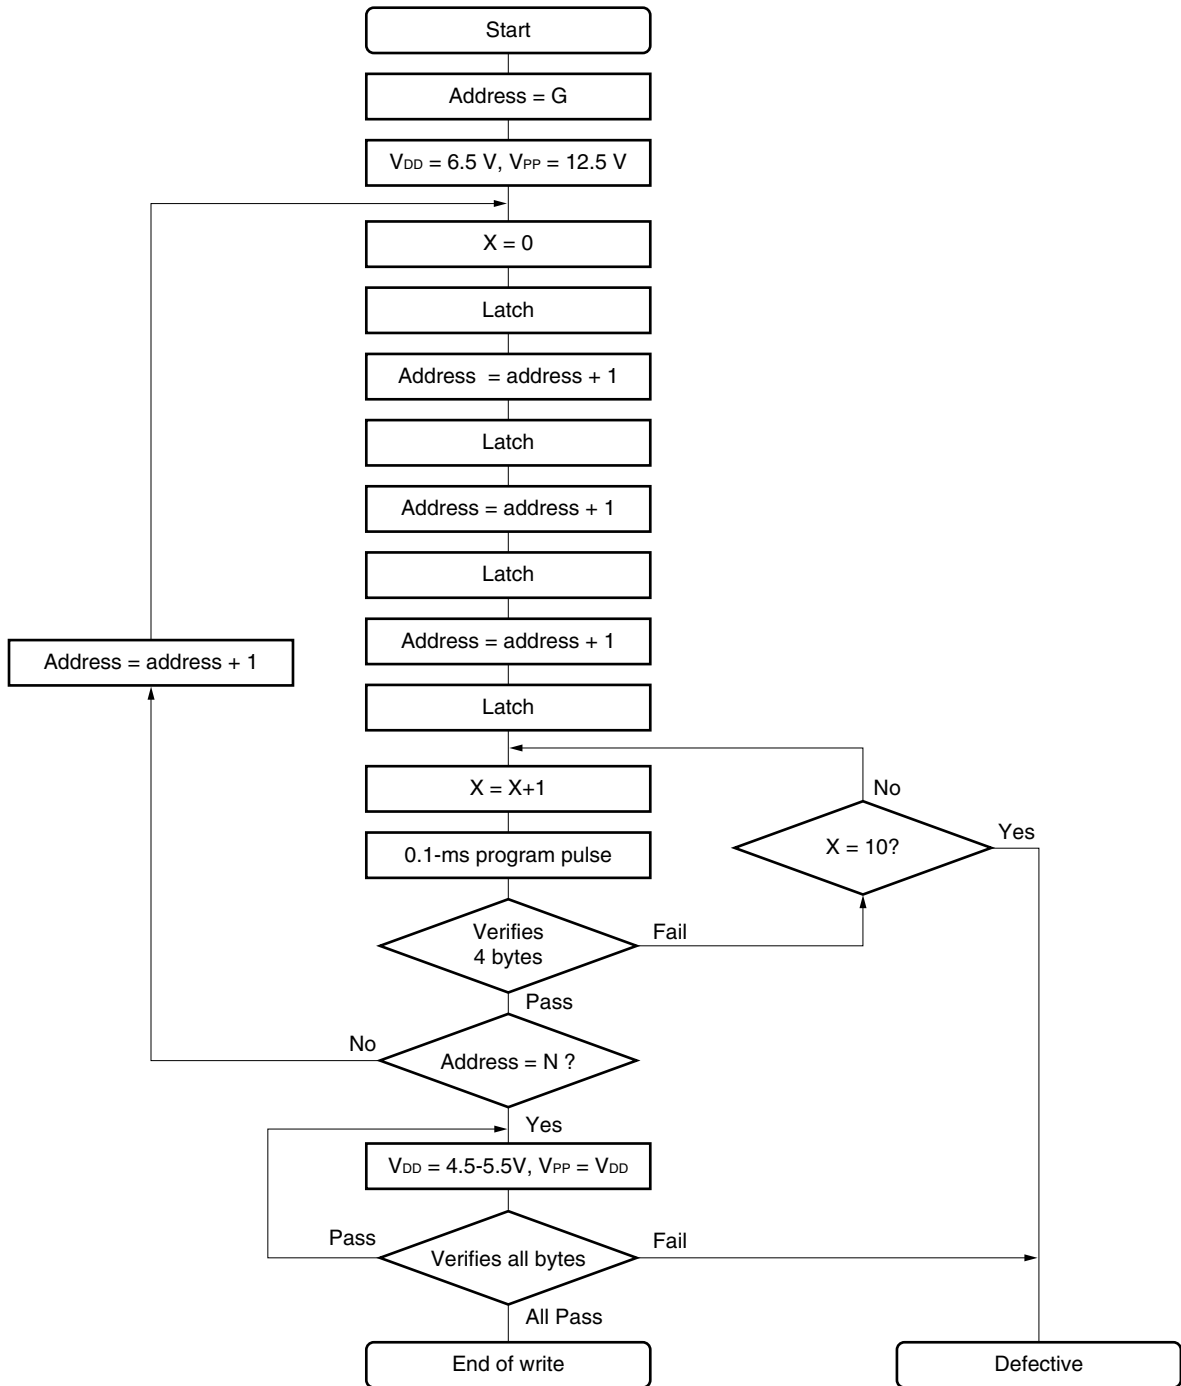 Start
Address = G
VDD = 6.5 V, VPP = 12.5 V
X = 0
Latch
Address  = address + 1
Latch
Address = address + 1
Latch
Address = address + 1
Address = address + 1
Latch
X = X+1
No
X = 10?
Yes
0.1-ms program pulse
Verifies
4 bytes
Fail
Pass
No
Address = N ?
Yes
VDD = 4.5-5.5V, VPP = VDD
Pass
Verifies all bytes
Fail
All Pass
End of write
Defective